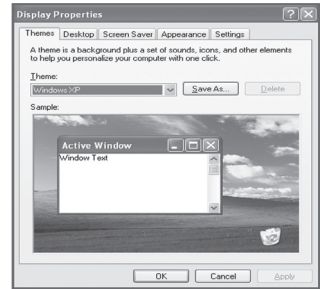 Display Properties
Themes Desktop Screen Saver Appearance Settings
A theme is a background plus a set of sounds, icons, and other elements
to help you personalize your computer with one click.
Theme:
Windows XP Save As... Delete
Sample:
Active Window
Window Text
OK Cancel Apply